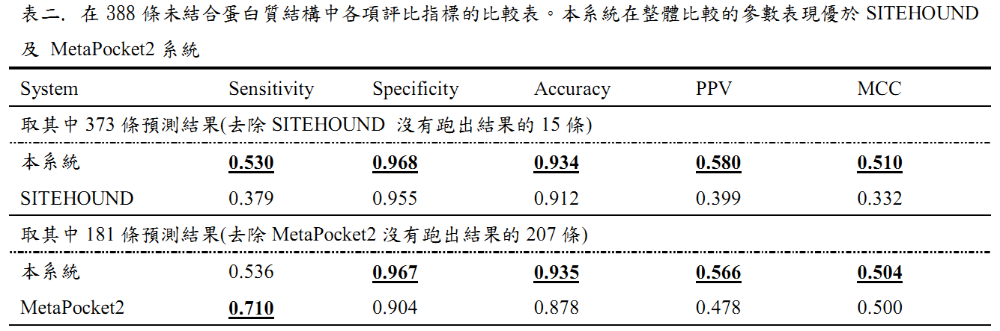 表二. 在 388 條未結合蛋白質結構中各項評比指標的比較表。本系統在整體比較的參數表現優於 SITEHOUND
及 MetaPocket2 系統
System Sensitivity Specificity Accuracy PPV MCC
取其中 373 條預測結果(去除 SITEHOUND 沒有跑出結果的 15 條)
本系統 0.530 0.968 0.934 0.580 0.510
SITEHOUND 0.379 0.955 0.912 0.399 0.332
取其中 181 條預測結果(去除 MetaPocket2 沒有跑出結果的 207 條)
本系統 0.536 0.967 0.935 0.566 0.504
MetaPocket2 0.710 0.904 0.878 0.478 0.500